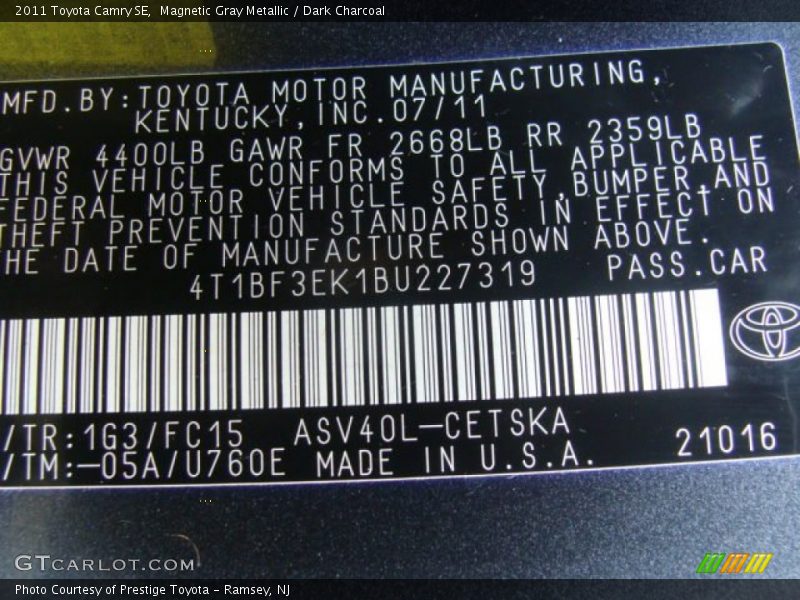 2011 Toyota Camry SE,  Magnetic Gray Metallic / Dark Charcoal
MFD.BY:TOYOTA MOTOR MANUFACTURING,
KENTUCKY,INC.07/11
GVWR 4400LB GAWR FR 2668LB RR 2359LB
THIS VEHICLE CONFORMS TO ALL APPLICABLE
FEDERAL MOTOR VEHICLE SAFETY,BUMPER,AND
THEFT PREVENTION STANDARDS IN EFFECT ON
THE DATE OF MANUFACTURE SHOWN ABOVE.
4T1BF3EK1BU227319 PASS.CAR
/TR:1G3/FC15 ASV40L-CETSKA
/TM:-05A/U760E MADE IN U.S.A. 21016
GTCARLOT.COM
Photo Courtesy of Prestige Toyota - Ramsey, NJ